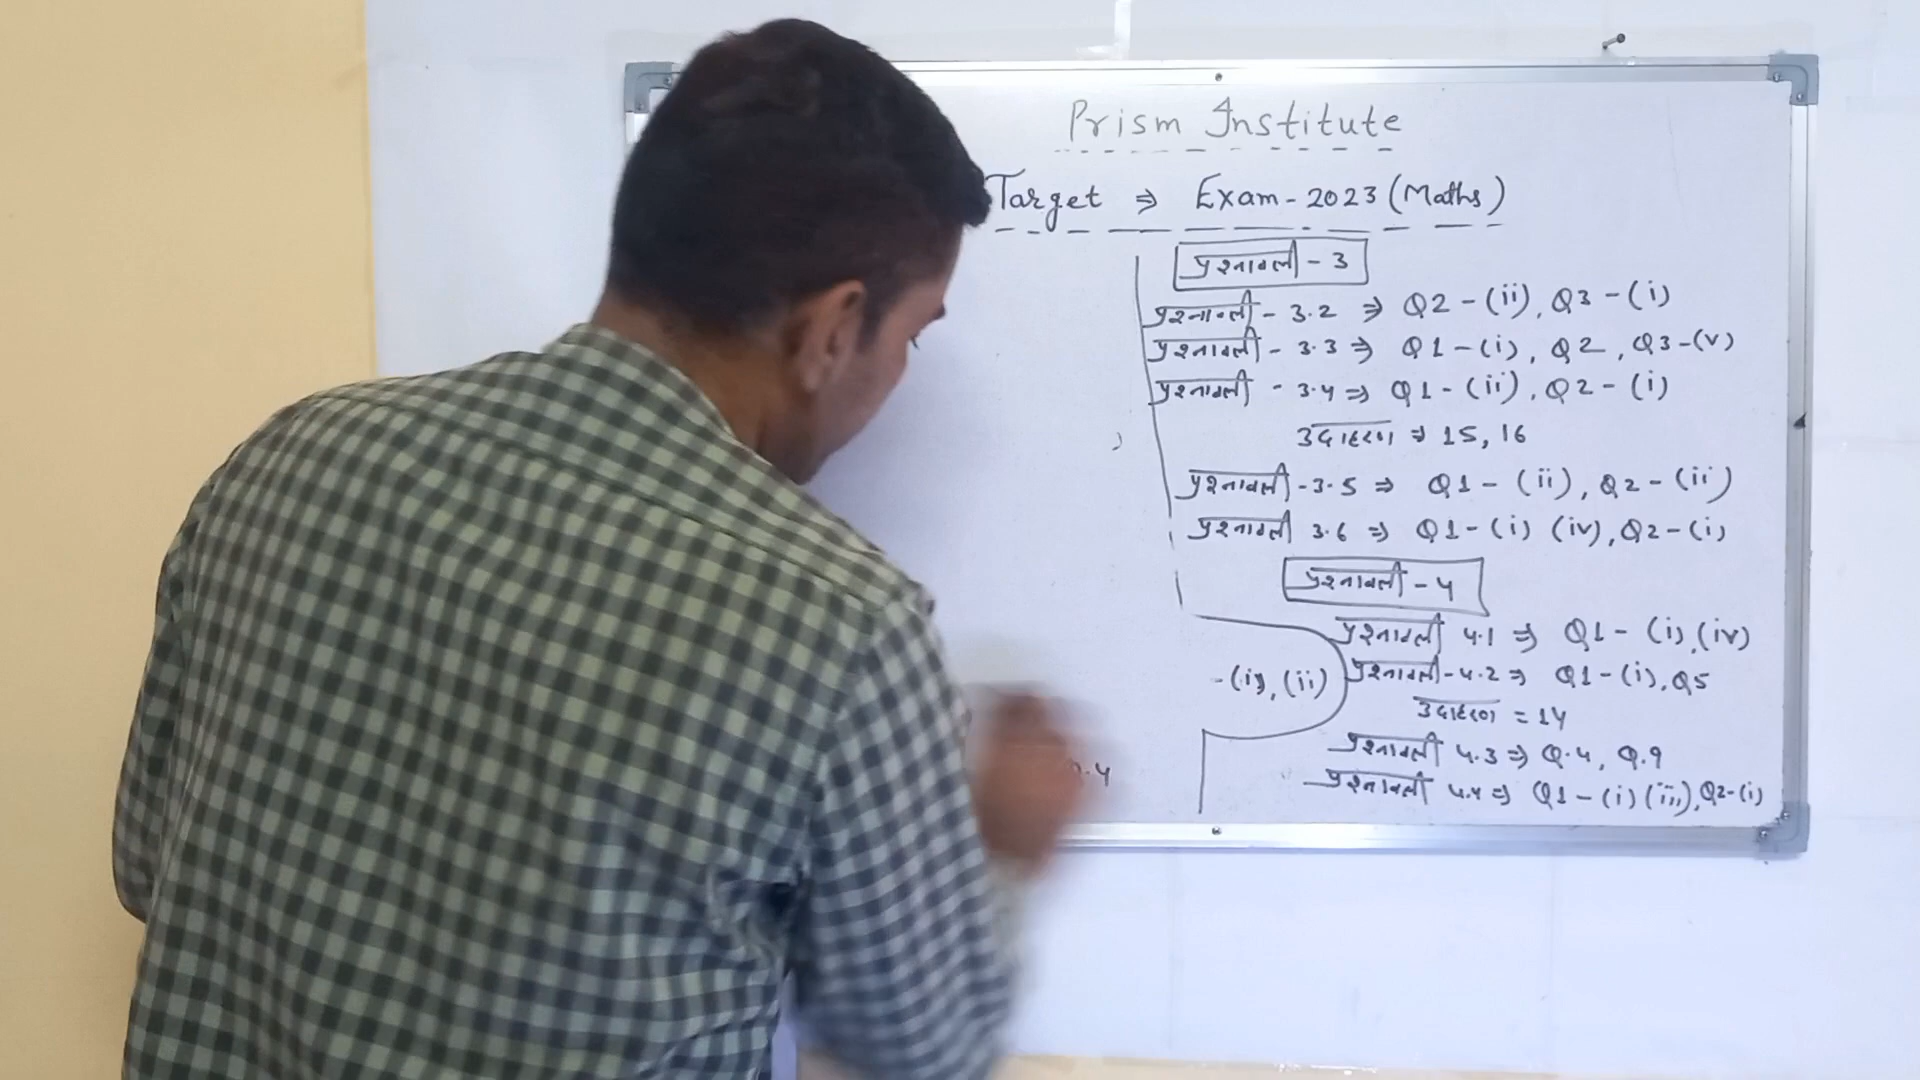 Prism Institute
Target ⇒ Exam - 2023 (Maths)
प्रश्नावली - 3
प्रश्नावली - 3.2 ⇒ Q2 - (ii), Q3 - (i)
प्रश्नावली - 3.3 ⇒ Q1 - (i), Q2, Q3 - (v)
प्रश्नावली - 3.4 ⇒ Q1 - (ii), Q2 - (i)
उदाहरण ⇒ 15, 16
प्रश्नावली - 3.5 ⇒ Q1 - (ii), Q2 - (ii)
प्रश्नावली 3.6 ⇒ Q1 - (i) (iv), Q2 - (i)
प्रश्नावली - 4
प्रश्नावली 4.1 ⇒ Q1 - (i), (iv)
- (i), (ii)
प्रश्नावली - 4.2 ⇒ Q1 - (i), Q5
उदाहरण = 14
प्रश्नावली 4.3 ⇒ Q.4, Q.9
प्रश्नावली 4.4 ⇒ Q1 - (i) (iii), Q2 - (i)